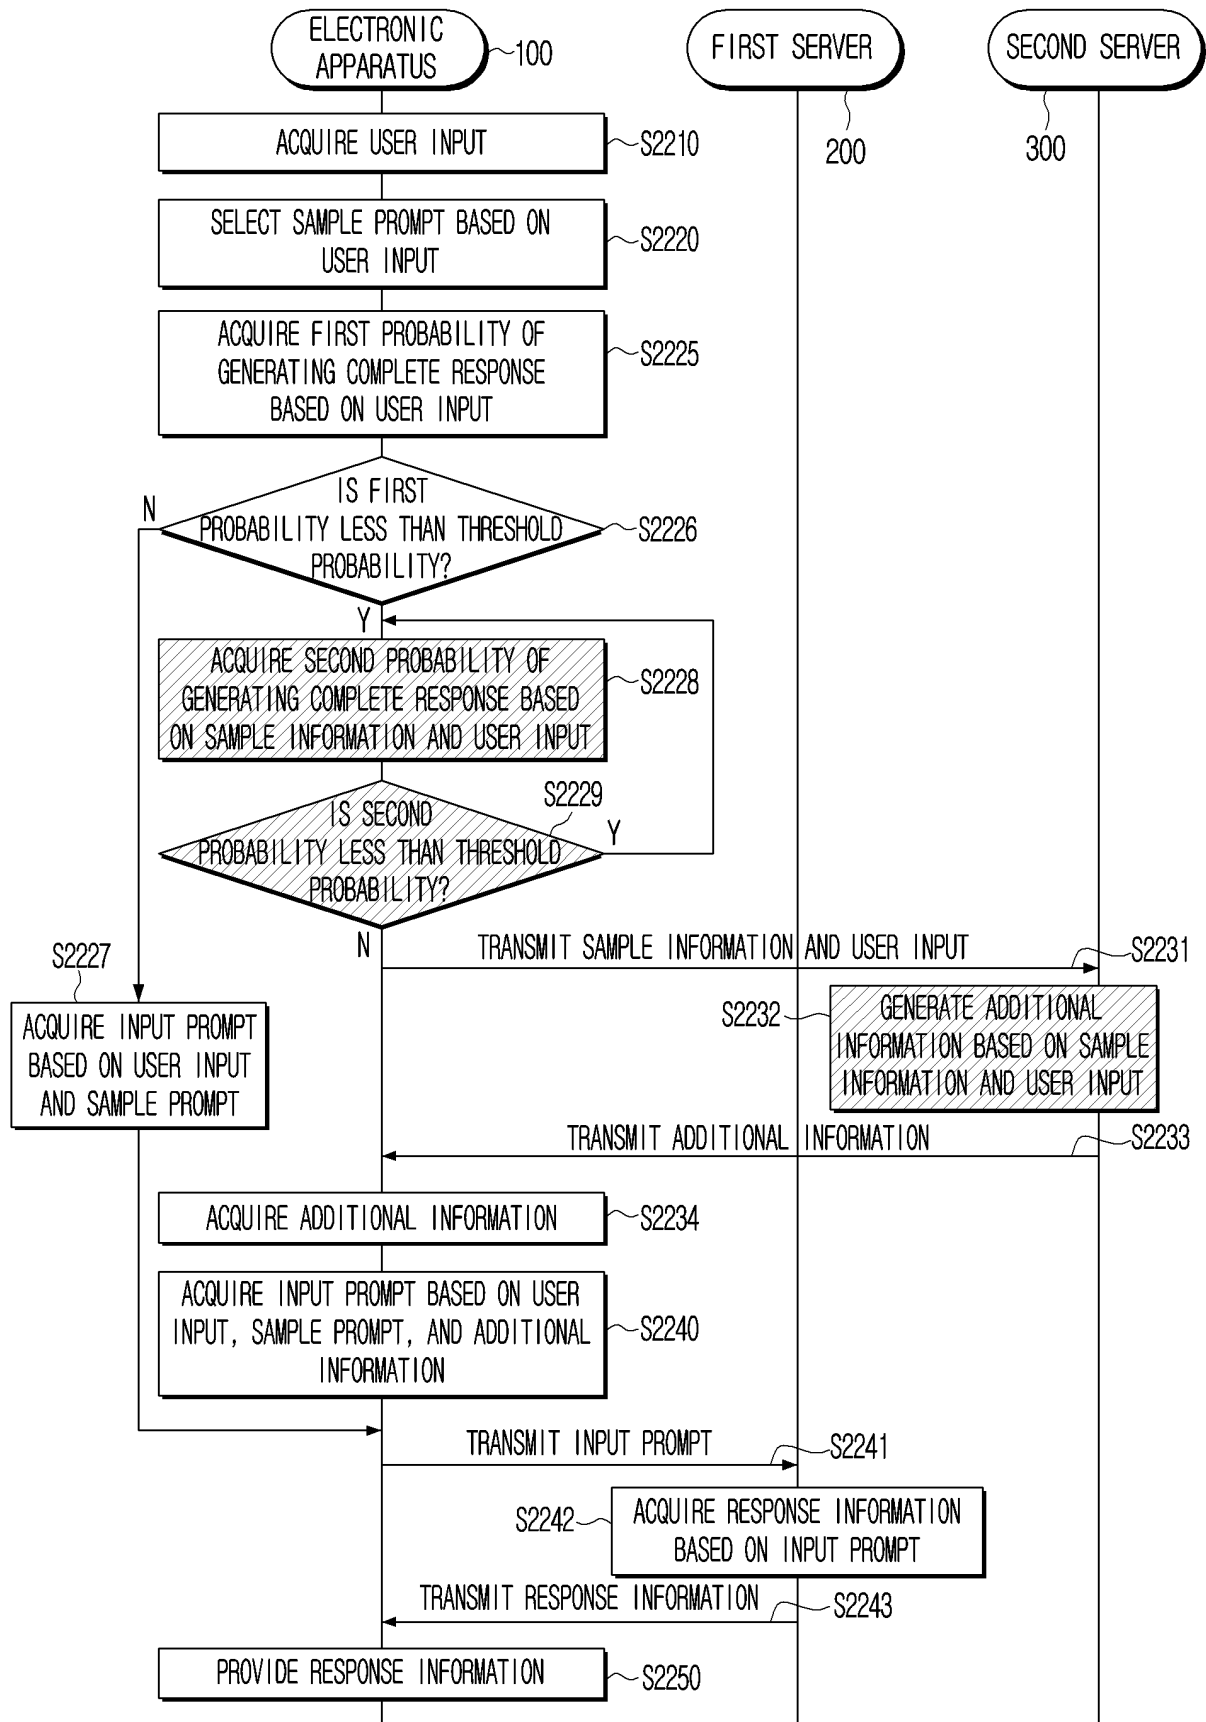 ELECTRONIC
APPARATUS
100
FIRST SERVER
200
SECOND SERVER
300
ACQUIRE USER INPUT
S2210
SELECT SAMPLE PROMPT BASED ON
USER INPUT
S2220
ACQUIRE FIRST PROBABILITY OF
GENERATING COMPLETE RESPONSE
BASED ON USER INPUT
S2225
IS FIRST
PROBABILITY LESS THAN THRESHOLD
PROBABILITY?
S2226
N
Y
ACQUIRE SECOND PROBABILITY OF
GENERATING COMPLETE RESPONSE BASED
ON SAMPLE INFORMATION AND USER INPUT
S2228
IS SECOND
PROBABILITY LESS THAN THRESHOLD
PROBABILITY?
S2229
Y
N
TRANSMIT SAMPLE INFORMATION AND USER INPUT
S2231
S2227
ACQUIRE INPUT PROMPT
BASED ON USER INPUT
AND SAMPLE PROMPT
S2232
GENERATE ADDITIONAL
INFORMATION BASED ON SAMPLE
INFORMATION AND USER INPUT
TRANSMIT ADDITIONAL INFORMATION
S2233
ACQUIRE ADDITIONAL INFORMATION
S2234
ACQUIRE INPUT PROMPT BASED ON USER
INPUT, SAMPLE PROMPT, AND ADDITIONAL
INFORMATION
S2240
TRANSMIT INPUT PROMPT
S2241
S2242
ACQUIRE RESPONSE INFORMATION
BASED ON INPUT PROMPT
TRANSMIT RESPONSE INFORMATION
S2243
PROVIDE RESPONSE INFORMATION
S2250